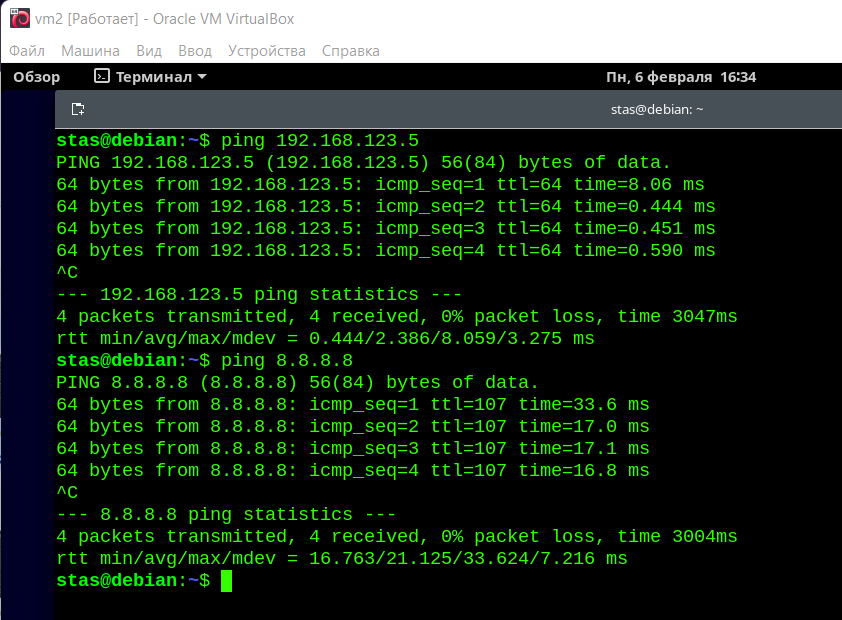 vm2 [Работает] - Oracle VM VirtualBox
Файл Машина Вид Ввод Устройства Справка
Обзор Терминал Пн, 6 февраля 16:34
stas@debian: ~
stas@debian:~$ ping 192.168.123.5
PING 192.168.123.5 (192.168.123.5) 56(84) bytes of data.
64 bytes from 192.168.123.5: icmp_seq=1 ttl=64 time=8.06 ms
64 bytes from 192.168.123.5: icmp_seq=2 ttl=64 time=0.444 ms
64 bytes from 192.168.123.5: icmp_seq=3 ttl=64 time=0.451 ms
64 bytes from 192.168.123.5: icmp_seq=4 ttl=64 time=0.590 ms
^C
--- 192.168.123.5 ping statistics ---
4 packets transmitted, 4 received, 0% packet loss, time 3047ms
rtt min/avg/max/mdev = 0.444/2.386/8.059/3.275 ms
stas@debian:~$ ping 8.8.8.8
PING 8.8.8.8 (8.8.8.8) 56(84) bytes of data.
64 bytes from 8.8.8.8: icmp_seq=1 ttl=107 time=33.6 ms
64 bytes from 8.8.8.8: icmp_seq=2 ttl=107 time=17.0 ms
64 bytes from 8.8.8.8: icmp_seq=3 ttl=107 time=17.1 ms
64 bytes from 8.8.8.8: icmp_seq=4 ttl=107 time=16.8 ms
^C
--- 8.8.8.8 ping statistics ---
4 packets transmitted, 4 received, 0% packet loss, time 3004ms
rtt min/avg/max/mdev = 16.763/21.125/33.624/7.216 ms
stas@debian:~$